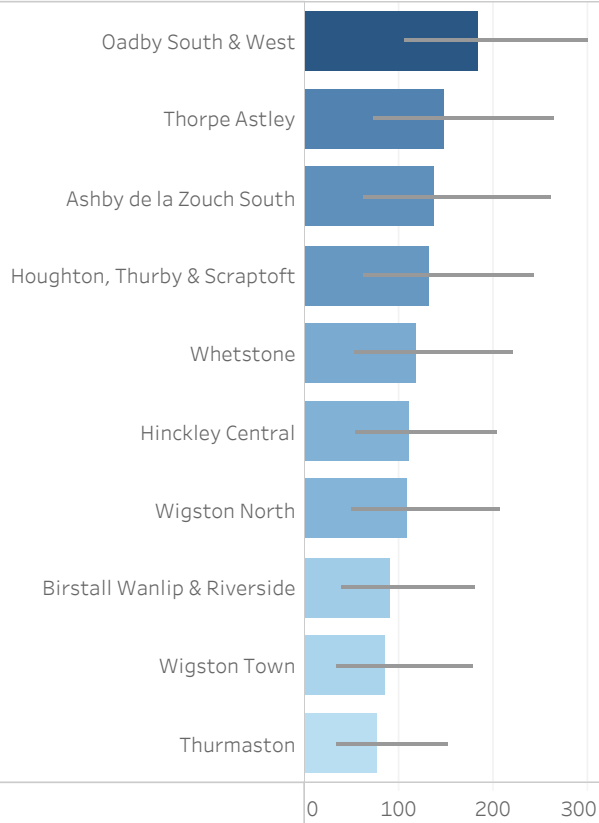 Oadby South & West
Thorpe Astley
Ashby de la Zouch South
Houghton, Thurby & Scraptoft
Whetstone
Hinckley Central
Wigston North
Birstall Wanlip & Riverside
Wigston Town
Thurmaston
0 100 200 300